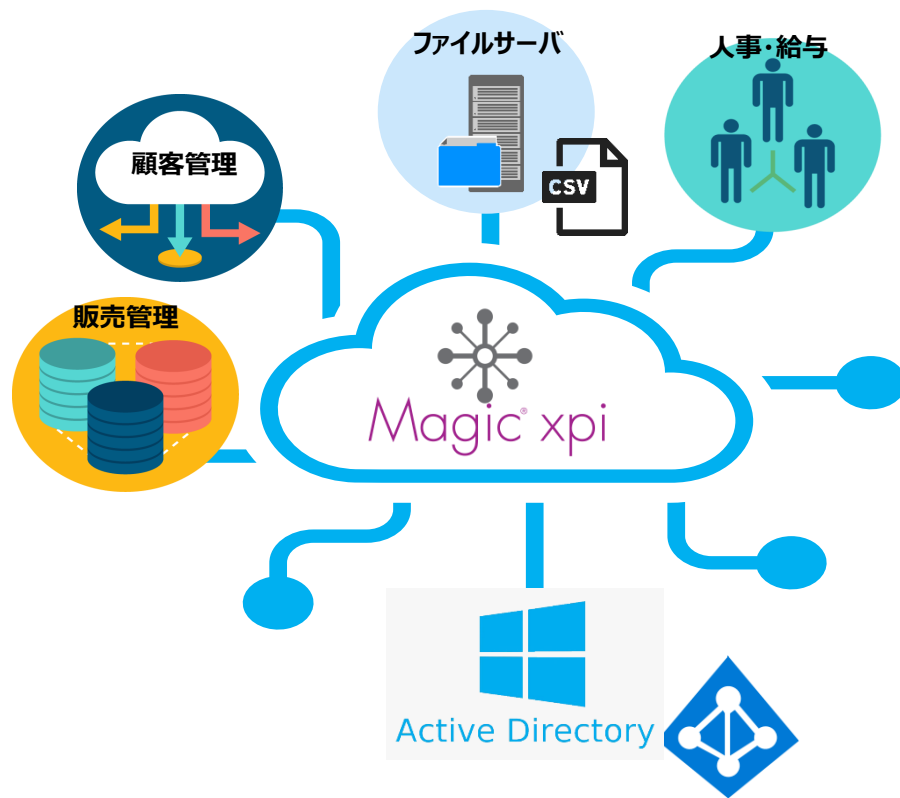 ファイルサーバ
人事・給与
顧客管理
CSV
販売管理
Magic® xpi
Active Directory